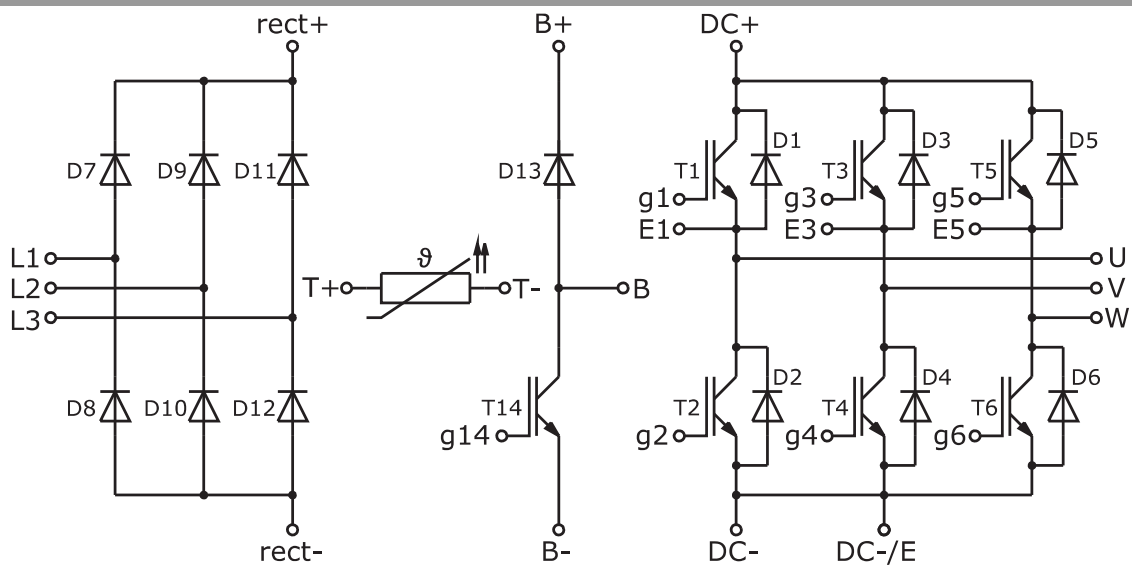 rect+
B+
DC+
D7
D9
D11
D13
T1
D1
T3
D3
T5
D5
g1
g3
g5
E1
E3
E5
L1
L2
L3
ϑ
T+
T-
B
U
V
W
D8
D10
D12
T14
g14
T2
D2
T4
D4
T6
D6
g2
g4
g6
rect-
B-
DC-
DC-/E